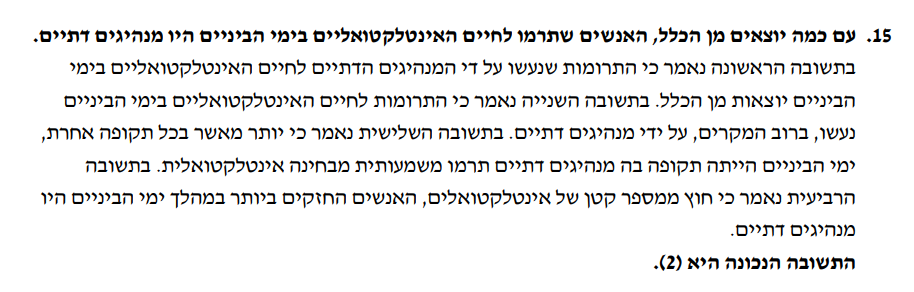 15. עם כמה יוצאים מן הכלל, האנשים שתרמו לחיים האינטלקטואליים בימי הביניים היו מנהיגים דתיים.
בתשובה הראשונה נאמר כי התרומות שנעשו על ידי המנהיגים הדתיים לחיים האינטלקטואליים בימי
הביניים יוצאות מן הכלל. בתשובה השנייה נאמר כי התרומות לחיים האינטלקטואליים בימי הביניים
נעשו, ברוב המקרים, על ידי מנהיגים דתיים. בתשובה השלישית נאמר כי יותר מאשר בכל תקופה אחרת,
ימי הביניים הייתה תקופה בה מנהיגים דתיים תרמו משמעותית מבחינה אינטלקטואלית. בתשובה
הרביעית נאמר כי חוץ ממספר קטן של אינטלקטואלים, האנשים החזקים ביותר במהלך ימי הביניים היו
מנהיגים דתיים.
התשובה הנכונה היא (2).